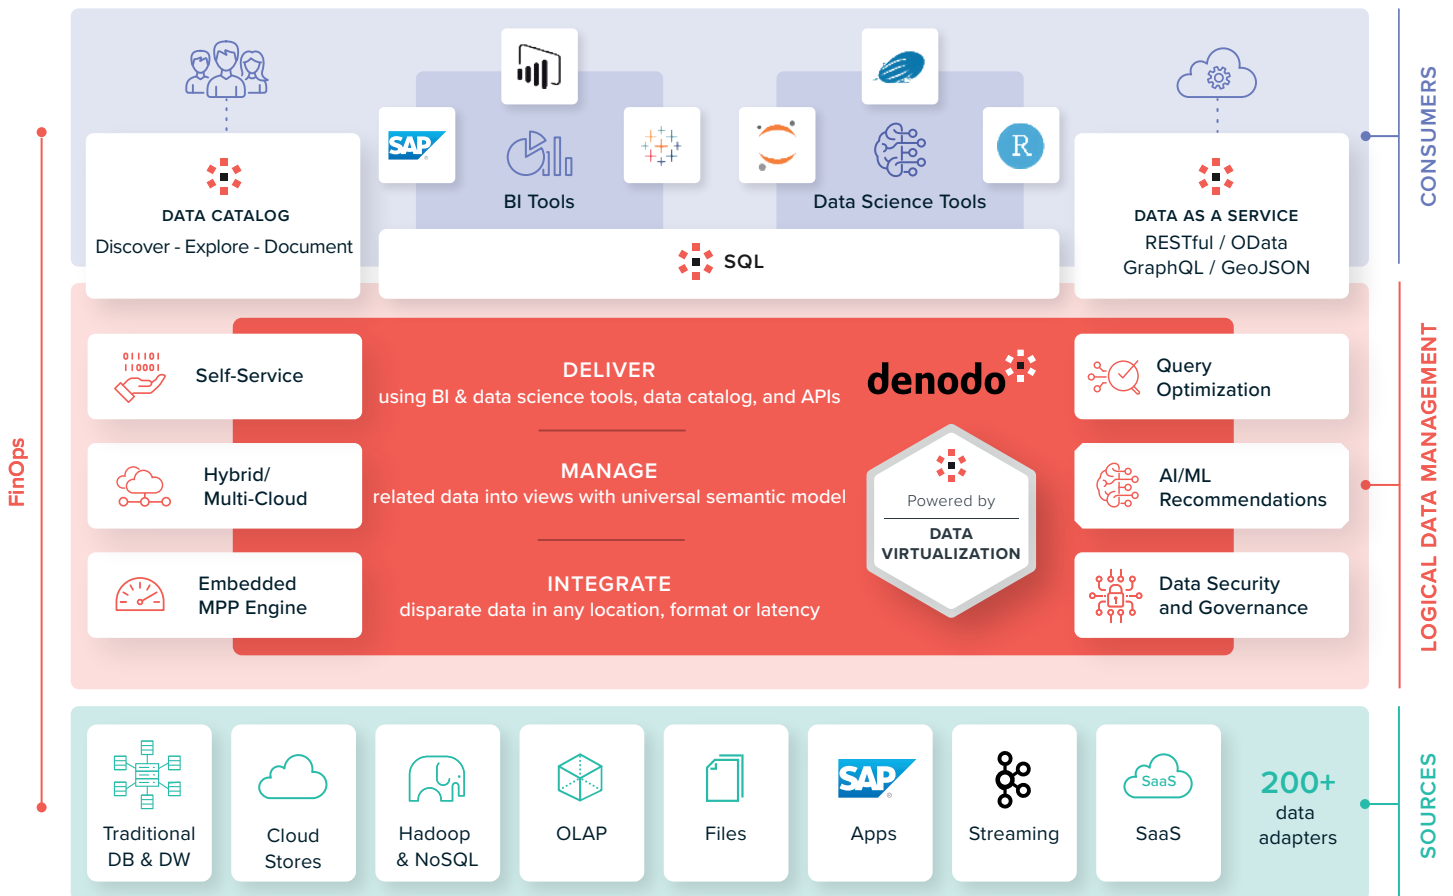 CONSUMERS
SAP
R
BI Tools
Data Science Tools
DATA CATALOG
Discover - Explore - Document
SQL
DATA AS A SERVICE
RESTful / OData
GraphQL / GeoJSON
FinOps
LOGICAL DATA MANAGEMENT
011101
110001
Self-Service
Hybrid/
Multi-Cloud
Embedded
MPP Engine
DELIVER
using BI & data science tools, data catalog, and APIs
MANAGE
related data into views with universal semantic model
INTEGRATE
disparate data in any location, format or latency
denodo
Powered by
DATA
VIRTUALIZATION
Query
Optimization
AI/ML
Recommendations
Data Security
and Governance
SOURCES
Traditional
DB & DW
Cloud
Stores
Hadoop
& NoSQL
OLAP
Files
SAP
Apps
Streaming
SaaS
SaaS
200+
data
adapters